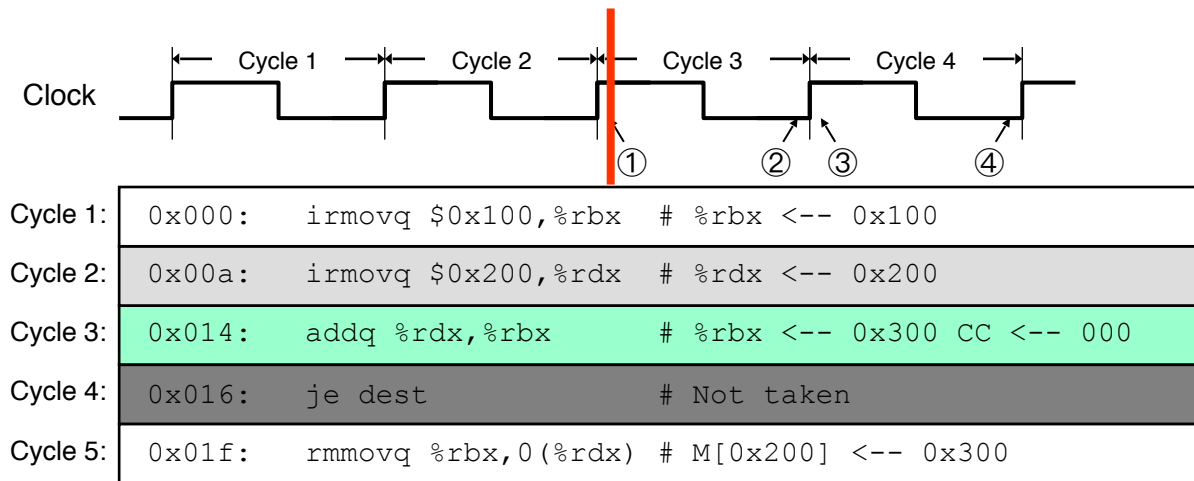 Cycle 1 Cycle 2 Cycle 3 Cycle 4
Clock
① ② ③ ④
Cycle 1: 0x000: irmovq $0x100,%rbx # %rbx <-- 0x100
Cycle 2: 0x00a: irmovq $0x200,%rdx # %rdx <-- 0x200
Cycle 3: 0x014: addq %rdx,%rbx # %rbx <-- 0x300 CC <-- 000
Cycle 4: 0x016: je dest # Not taken
Cycle 5: 0x01f: rmmovq %rbx,0(%rdx) # M[0x200] <-- 0x300